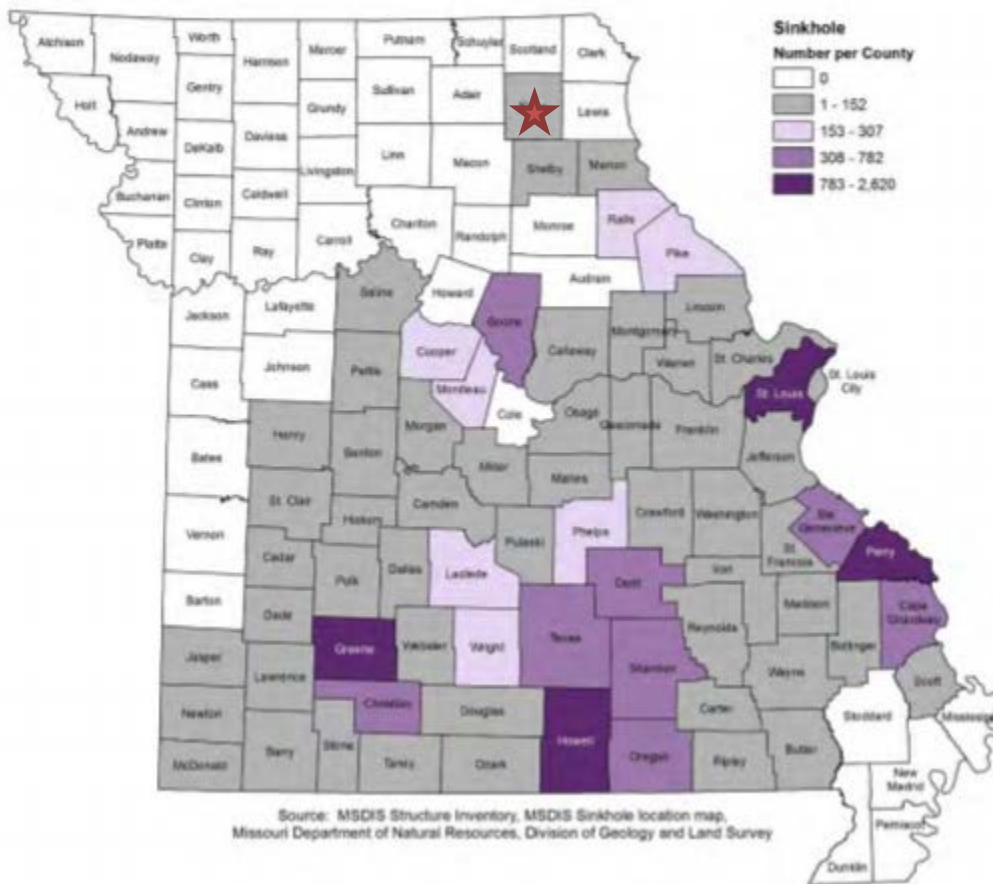 Sinkhole
Number per County
0
1 - 152
153 - 307
308 - 782
783 - 2,620
Atchison
Nodaway
Worth
Harrison
Mercer
Putnam
Schuyler
Scotland
Clark
Holt
Gentry
Sullivan
Adair
Lewis
Andrew
DeKalb
Daviess
Grundy
Linn
Macon
Shelby
Marion
Buchanan
Clinton
Caldwell
Livingston
Chariton
Randolph
Monroe
Ralls
Pike
Platte
Clay
Ray
Carroll
Audrain
Saline
Howard
Boone
Lincoln
Jackson
Lafayette
Cooper
Callaway
Montgomery
Warren
St. Charles
St. Louis
City
Cass
Johnson
Pettis
Moniteau
Cole
Osage
Gasconade
Franklin
St. Louis
Bates
Henry
Benton
Morgan
Miller
Maries
Jefferson
St. Clair
Hickory
Camden
Pulaski
Phelps
Crawford
Washington
Ste
Genevieve
Perry
Vernon
Cedar
Polk
Dallas
Laclede
Dent
Iron
St.
Francois
Barton
Dade
Greene
Webster
Wright
Texas
Shannon
Reynolds
Madison
Bollinger
Cape
Girardeau
Jasper
Lawrence
Christian
Douglas
Howell
Carter
Wayne
Scott
Newton
Barry
Stone
Taney
Ozark
Oregon
Ripley
Butler
Stoddard
Mississippi
McDonald
New
Madrid
Pemiscot
Dunklin
Source: MSDIS Structure Inventory, MSDIS Sinkhole location map,
Missouri Department of Natural Resources, Division of Geology and Land Survey